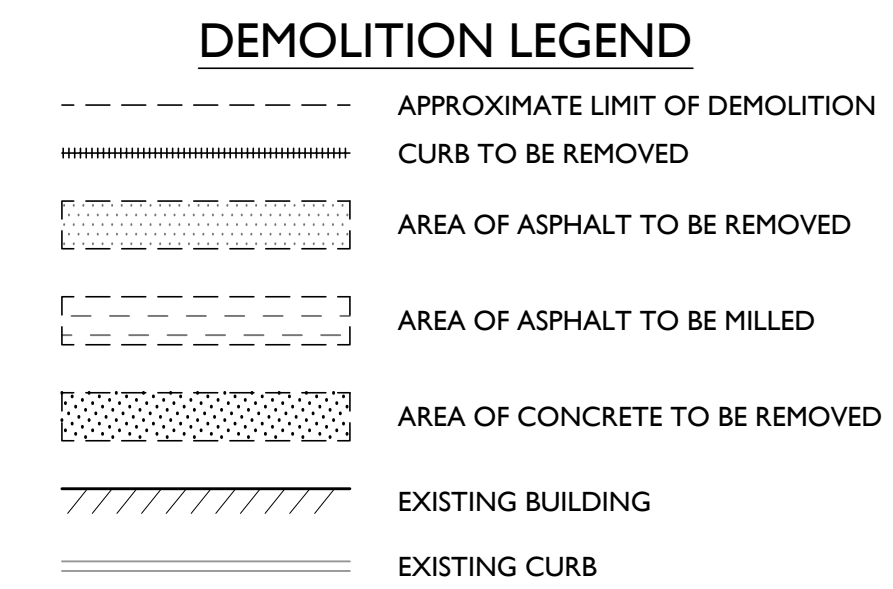 DEMOLITION LEGEND
APPROXIMATE LIMIT OF DEMOLITION
CURB TO BE REMOVED
AREA OF ASPHALT TO BE REMOVED
AREA OF ASPHALT TO BE MILLED
AREA OF CONCRETE TO BE REMOVED
EXISTING BUILDING
EXISTING CURB